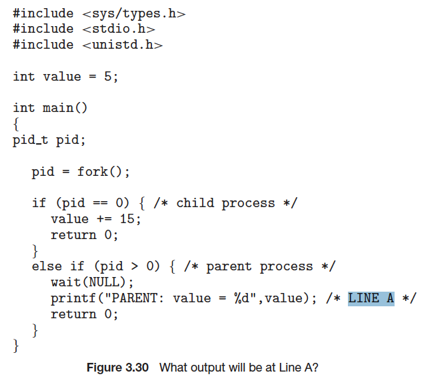 #include <sys/types.h>
#include <stdio.h>
#include <unistd.h>
int value = 5;
int main()
{
pid_t pid;
pid = fork();
if (pid == 0) { /* child process */
value += 15;
return 0;
}
else if (pid > 0) { /* parent process */
wait(NULL);
printf("PARENT: value = %d",value); /* LINE A */
return 0;
}
}
Figure 3.30 What output will be at Line A?